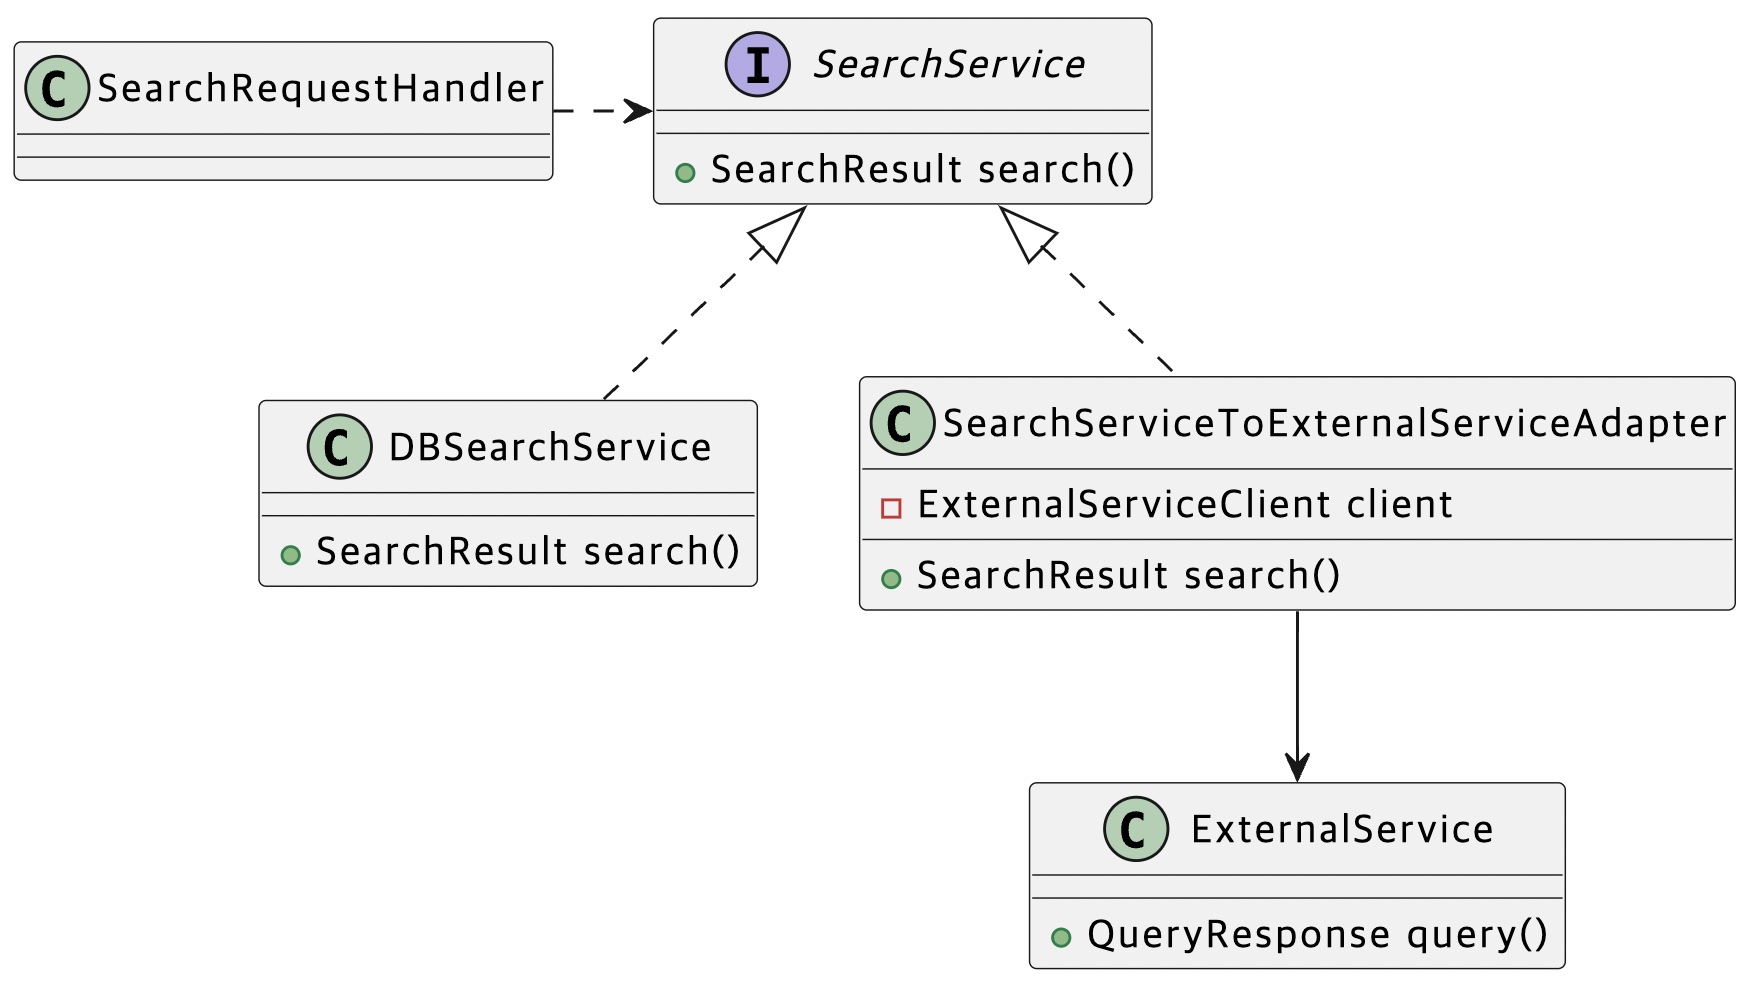 C SearchRequestHandler
I SearchService
SearchResult search()
C DBSearchService
SearchResult search()
C SearchServiceToExternalServiceAdapter
ExternalServiceClient client
SearchResult search()
C ExternalService
QueryResponse query()